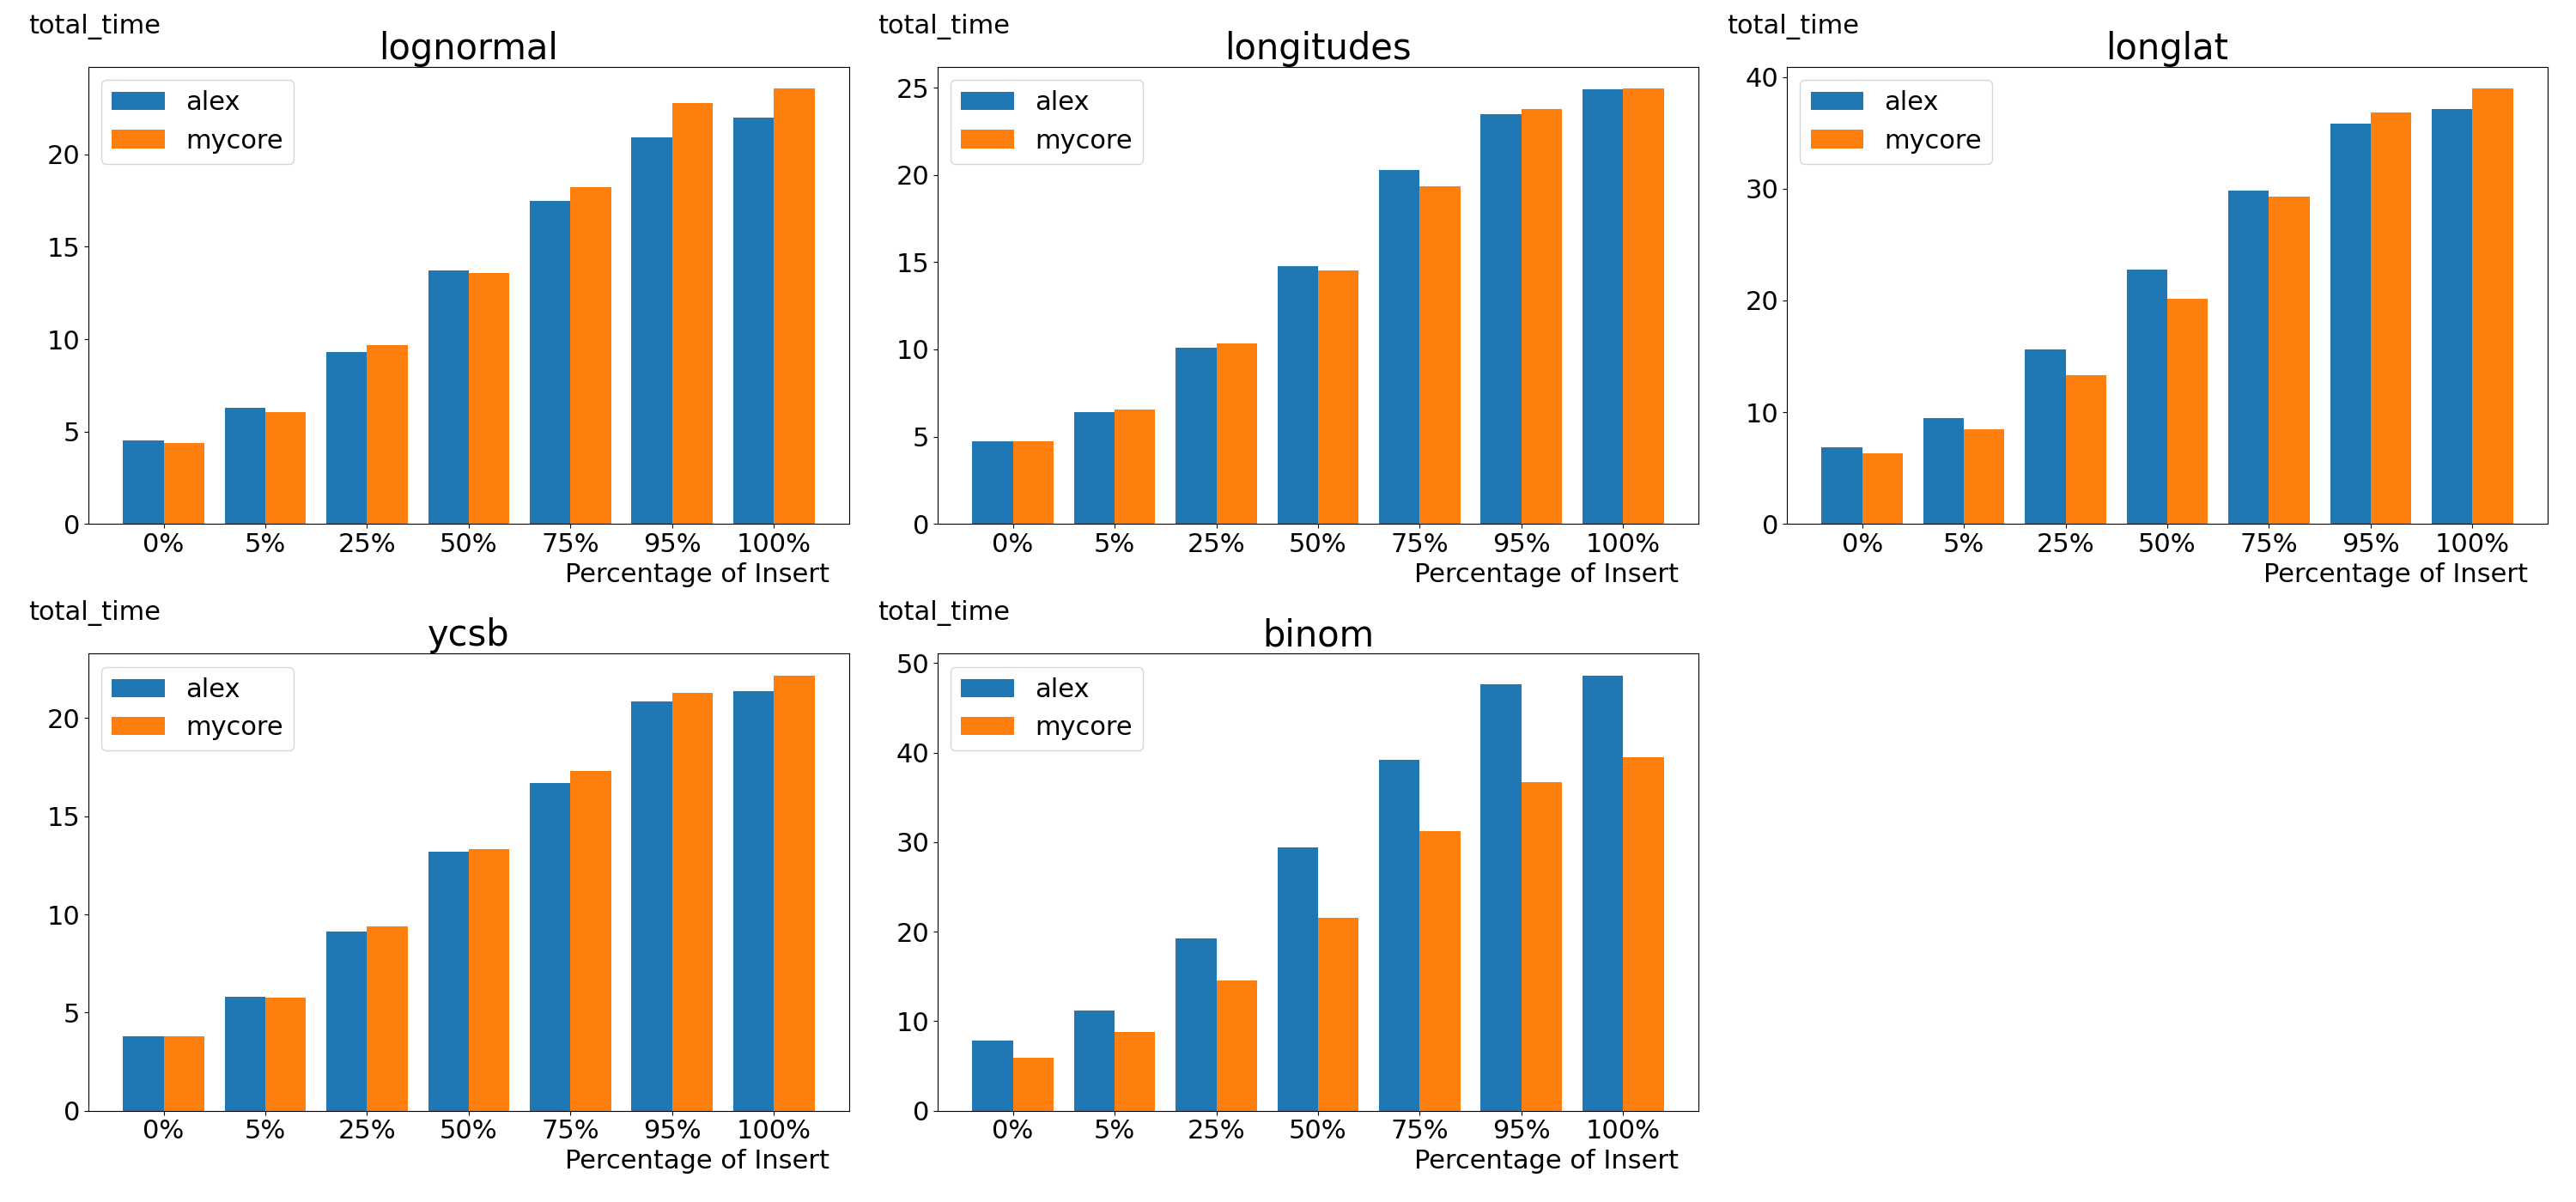 total_time
lognormal
alex
mycore
20
15
10
5
0
0% 5% 25% 50% 75% 95% 100%
Percentage of Insert
total_time
longitudes
alex
mycore
25
20
15
10
5
0
0% 5% 25% 50% 75% 95% 100%
Percentage of Insert
total_time
longlat
alex
mycore
40
30
20
10
0
0% 5% 25% 50% 75% 95% 100%
Percentage of Insert
total_time
ycsb
alex
mycore
20
15
10
5
0
0% 5% 25% 50% 75% 95% 100%
Percentage of Insert
total_time
binom
alex
mycore
50
40
30
20
10
0
0% 5% 25% 50% 75% 95% 100%
Percentage of Insert